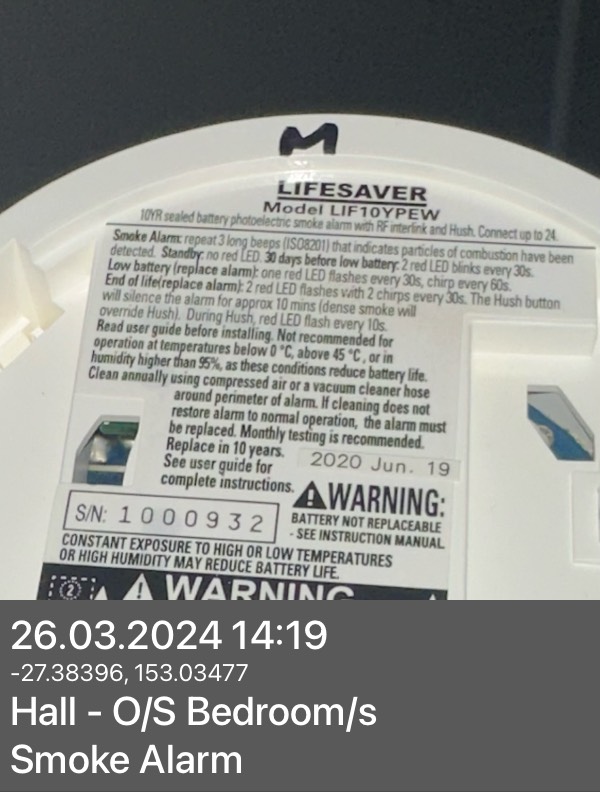 M
LIFESAVER
Model LIF10YPEW
10YR sealed battery photoelectric smoke alarm with RF interlink and Hush. Connect up to 24.
Smoke Alarm: repeat 3 long beeps (ISO8201) that indicates particles of combustion have been
detected. Standby: no red LED. 30 days before low battery: 2 red LED blinks every 30s.
Low battery (replace alarm): one red LED flashes every 30s, chirp every 60s.
End of life(replace alarm): 2 red LED flashes with 2 chirps every 30s. The Hush button
will silence the alarm for approx 10 mins (dense smoke will
override Hush). During Hush, red LED flash every 10s.
Read user guide before installing. Not recommended for
operation at temperatures below 0 °C, above 45 °C, or in
humidity higher than 95%, as these conditions reduce battery life.
Clean annually using compressed air or a vacuum cleaner hose
around perimeter of alarm. If cleaning does not
restore alarm to normal operation, the alarm must
be replaced. Monthly testing is recommended.
Replace in 10 years. 2020 Jun. 19
See user guide for
complete instructions.
WARNING:
BATTERY NOT REPLACEABLE
- SEE INSTRUCTION MANUAL
S/N: 1000932
CONSTANT EXPOSURE TO HIGH OR LOW TEMPERATURES
OR HIGH HUMIDITY MAY REDUCE BATTERY LIFE.
2 WARNING
26.03.2024 14:19
-27.38396, 153.03477
Hall - O/S Bedroom/s
Smoke Alarm